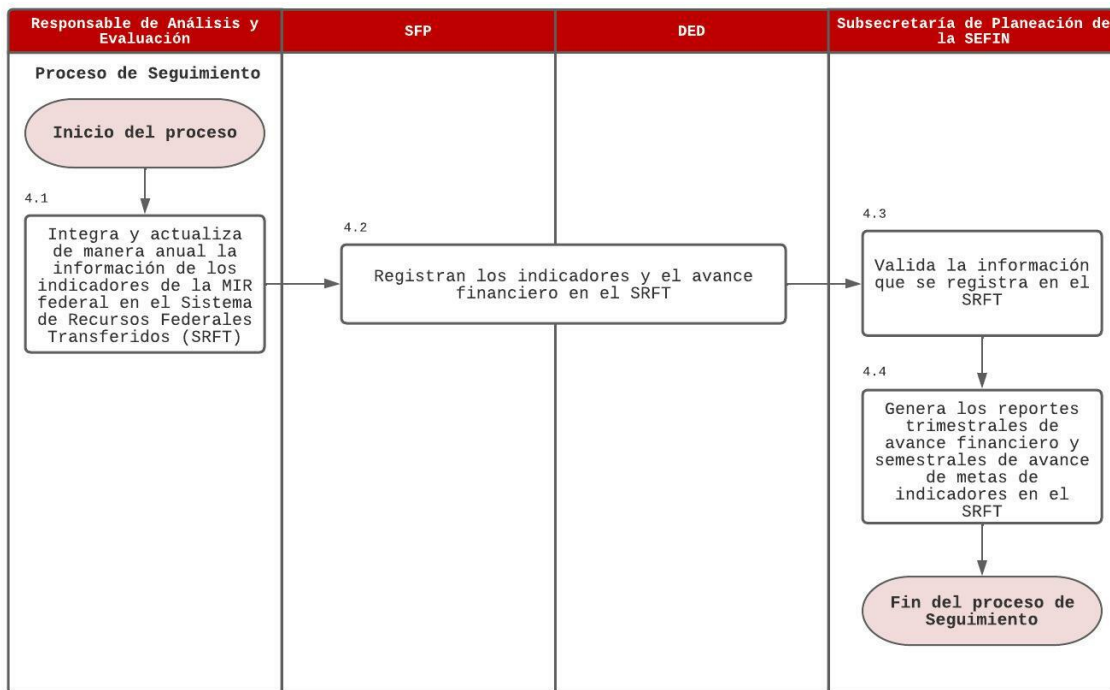 Responsable de Análisis y
Evaluación
SFP
DED
Subsecretaría de Planeación de
la SEFIN
Proceso de Seguimiento
Inicio del proceso
4.1
Integra y actualiza
de manera anual la
información de los
indicadores de la MIR
federal en el Sistema
de Recursos Federales
Transferidos (SRFT)
4.2
Registran los indicadores y el avance
financiero en el SRFT
4.3
Valida la información
que se registra en el
SRFT
4.4
Genera los reportes
trimestrales de
avance financiero y
semestrales de avance
de metas de
indicadores en el
SRFT
Fin del proceso de
Seguimiento